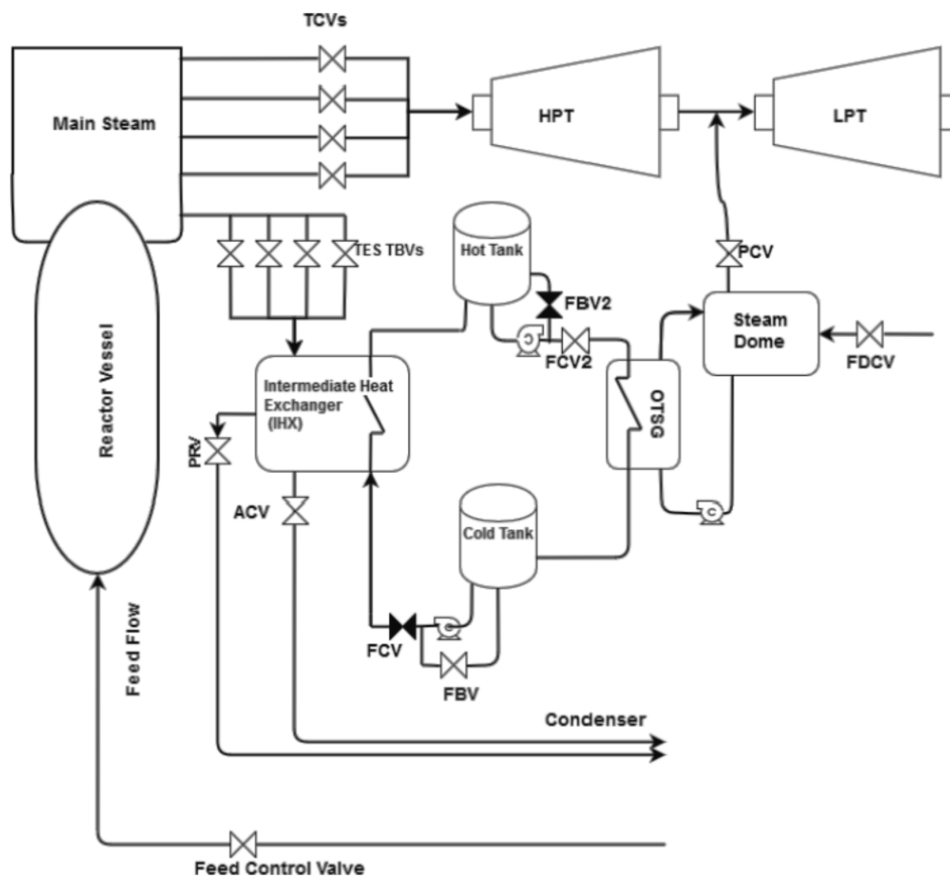 TCVs
Main Steam
HPT
LPT
TES TBVs
Hot Tank
PCV
FBV2
FCV2
Steam
Dome
FDCV
Reactor Vessel
Intermediate Heat
Exchanger
(IHX)
OTSG
PRV
ACV
Cold Tank
C
C
C
FCV
FBV
Feed Flow
Condenser
Feed Control Valve